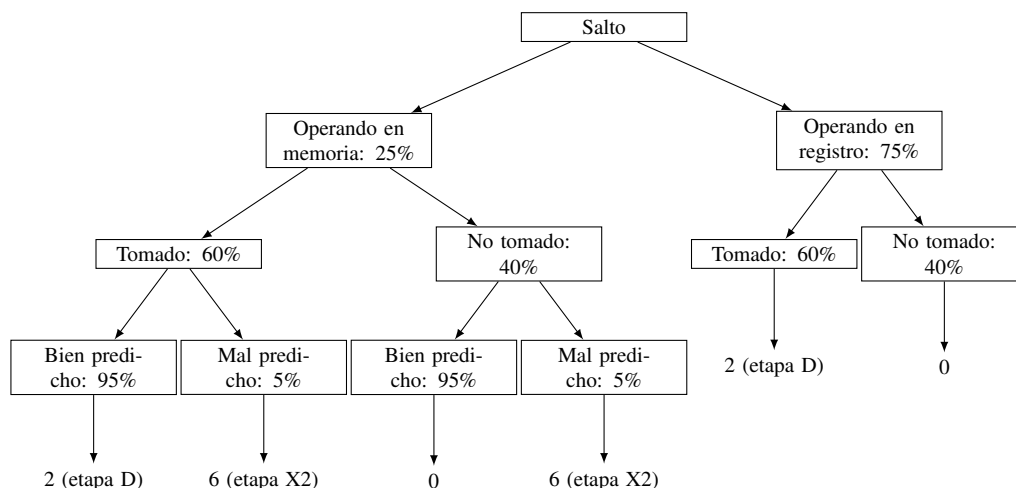 Salto
Operando en
memoria: 25%
Operando en
registro: 75%
Tomado: 60%
No tomado:
40%
Tomado: 60%
No tomado:
40%
Bien predi-
cho: 95%
Mal predi-
cho: 5%
Bien predi-
cho: 95%
Mal predi-
cho: 5%
2 (etapa D)
0
2 (etapa D)
6 (etapa X2)
0
6 (etapa X2)